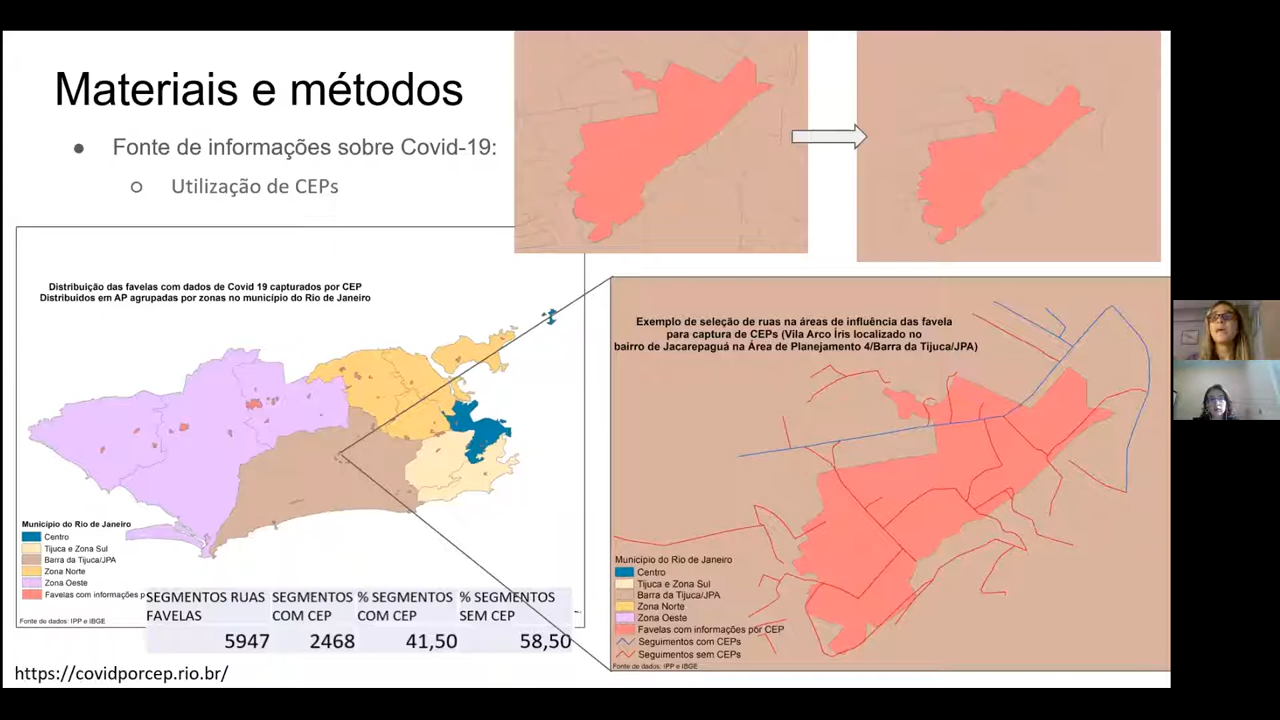 Materiais e métodos
● Fonte de informações sobre Covid-19:
○ Utilização de CEPs
Distribuição das favelas com dados de Covid 19 capturados por CEP
Distribuidos em AP agrupadas por zonas no município do Rio de Janeiro
Município do Rio de Janeiro
Centro
Tijuca e Zona Sul
Barra da Tijuca/JPA
Zona Norte
Zona Oeste
Favelas com informações p
Fonte de dados: IPP e IBGE
SEGMENTOS RUAS FAVELAS
SEGMENTOS COM CEP
% SEGMENTOS COM CEP
% SEGMENTOS SEM CEP
5947 2468 41,50 58,50
https://covidporcep.rio.br/
Exemplo de seleção de ruas na áreas de influência das favela
para captura de CEPs (Vila Arco Íris localizado no
bairro de Jacarepaguá na Área de Planejamento 4/Barra da Tijuca/JPA)
Município do Rio de Janeiro
Centro
Tijuca e Zona Sul
Barra da Tijuca/JPA
Zona Norte
Zona Oeste
Favelas com informações por CEP
Seguimentos com CEPs
Seguimentos sem CEPs
Fonte de dados: IPP e IBGE